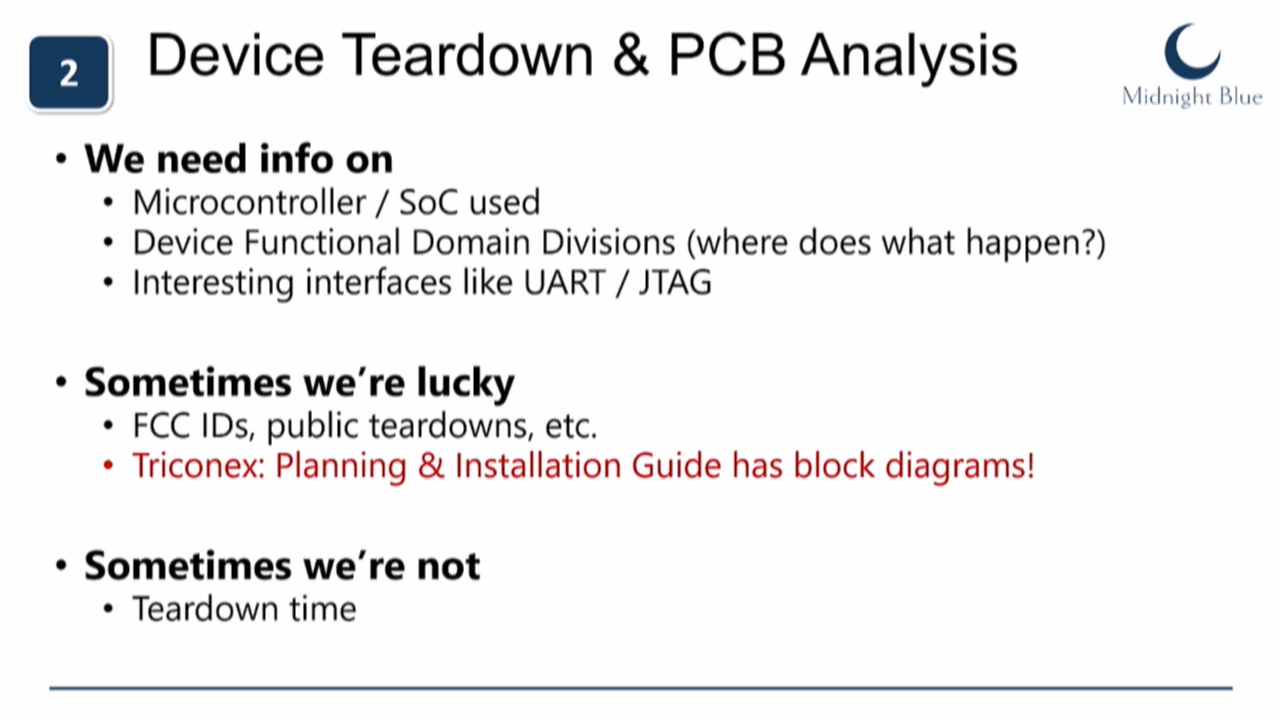 2
Device Teardown & PCB Analysis
Midnight Blue
• We need info on
• Microcontroller / SoC used
• Device Functional Domain Divisions (where does what happen?)
• Interesting interfaces like UART / JTAG
• Sometimes we’re lucky
• FCC IDs, public teardowns, etc.
• Triconex: Planning & Installation Guide has block diagrams!
• Sometimes we’re not
• Teardown time